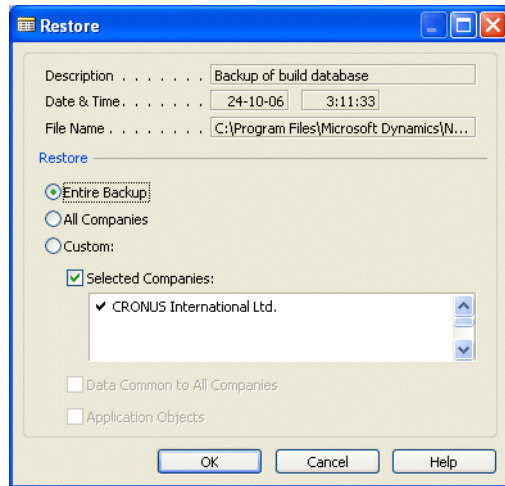 Restore
Description . . . . . . . Backup of build database
Date & Time. . . . . . . 24-10-06 3:11:33
File Name . . . . . . . . C:\Program Files\Microsoft Dynamics\N...
Restore
Entire Backup
All Companies
Custom:
Selected Companies:
CRONUS International Ltd.
Data Common to All Companies
Application Objects
OK Cancel Help